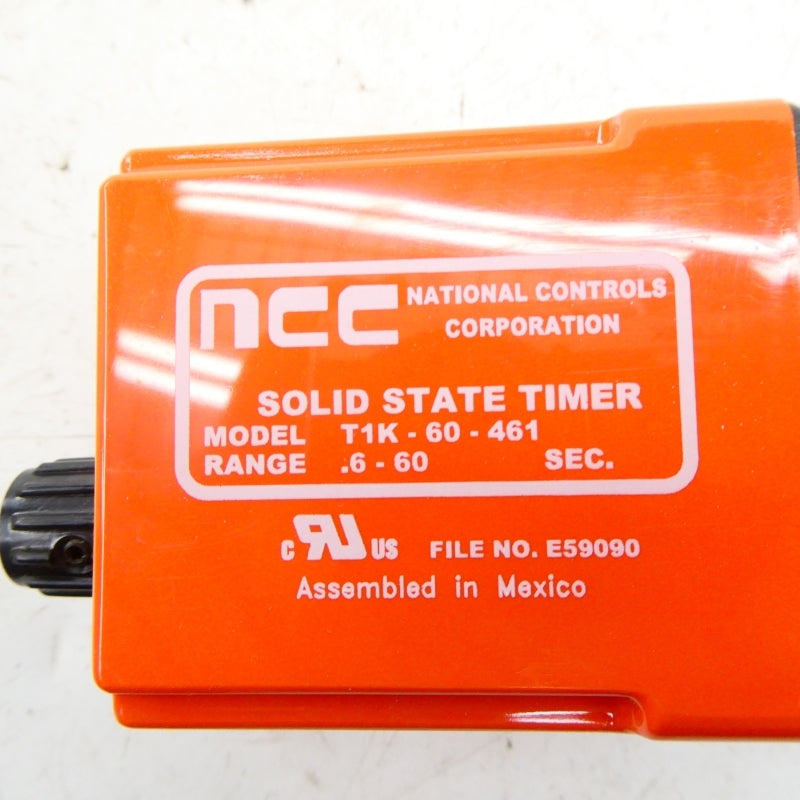 ncc NATIONAL CONTROLS
CORPORATION
SOLID STATE TIMER
MODEL T1K - 60 - 461
RANGE .6 - 60 SEC.
c RU US FILE NO. E59090
Assembled in Mexico